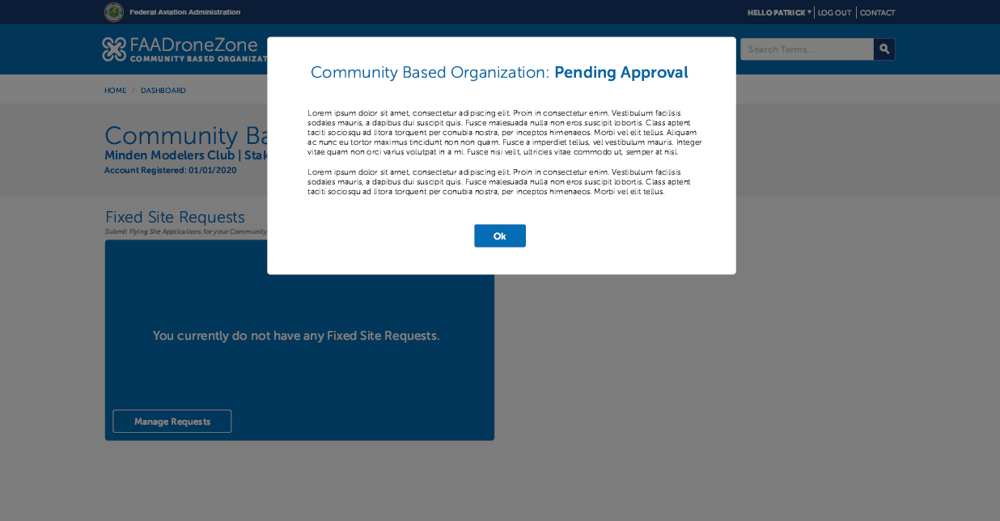 Federal Aviation Administration
HELLO PATRICK
LOG OUT
CONTACT
FAADroneZone
COMMUNITY BASED ORGANIZAT
Search Terms...
HOME / DASHBOARD
Community Ba
Minden Modelers Club | Stak
Account Registered: 01/01/2020
Community Based Organization: Pending Approval
Lorem ipsum dolor sit amet, consectetur adipiscing elit. Proin in consectetur enim. Vestibulum facilisis
sodales mauris, a dapibus dui suscipit quis. Fusce malesuada nulla non eros suscipit lobortis. Class aptent
taciti sociosqu ad litora torquent per conubia nostra, per inceptos himenaeos. Morbi vel elit tellus. Aliquam
ac nunc eu tortor maximus tincidunt non non quam. Fusce a imperdiet tellus, vel vestibulum mauris. Integer
vitae quam non orci varius volutpat in a mi. Fusce nisi velit, ultricies vitae commodo ut, semper at nisl.
Lorem ipsum dolor sit amet, consectetur adipiscing elit. Proin in consectetur enim. Vestibulum facilisis
sodales mauris, a dapibus dui suscipit quis. Fusce malesuada nulla non eros suscipit lobortis. Class aptent
taciti sociosqu ad litora torquent per conubia nostra, per inceptos himenaeos. Morbi vel elit tellus.
Ok
Fixed Site Requests
Submit Flying Site Applications for your Community
You currently do not have any Fixed Site Requests.
Manage Requests